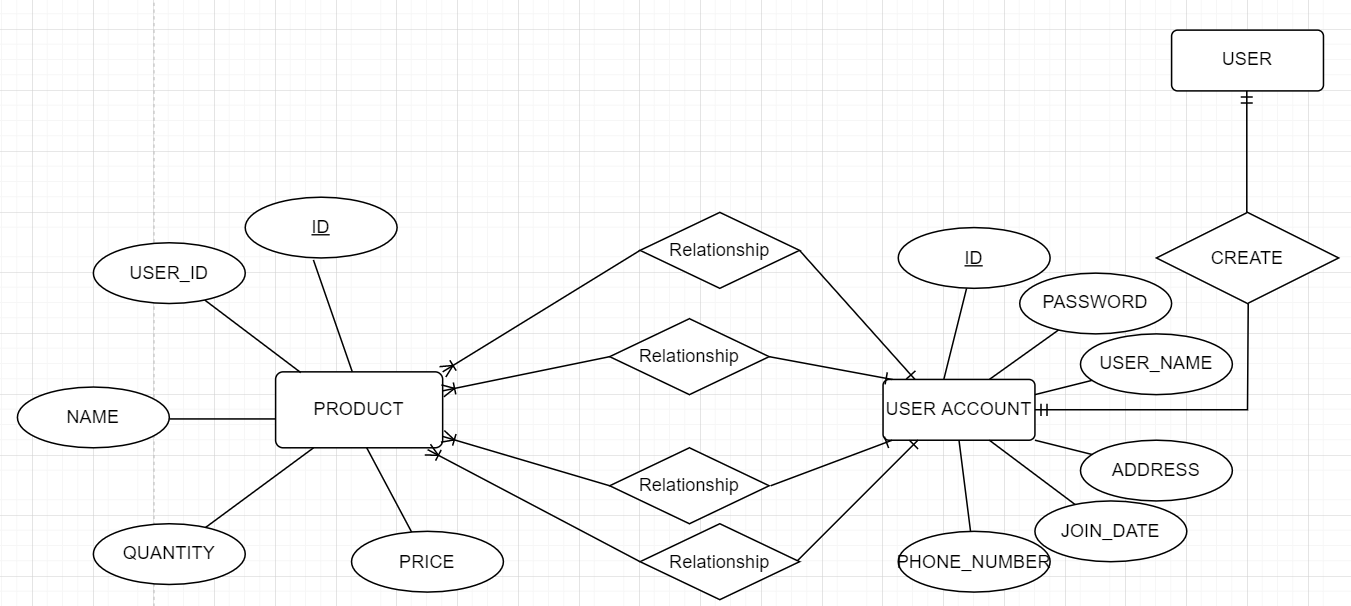 USER
ID
USER_ID
Relationship
ID
CREATE
PASSWORD
Relationship
USER_NAME
NAME
PRODUCT
USER ACCOUNT
Relationship
ADDRESS
JOIN_DATE
QUANTITY
PRICE
Relationship
PHONE_NUMBER